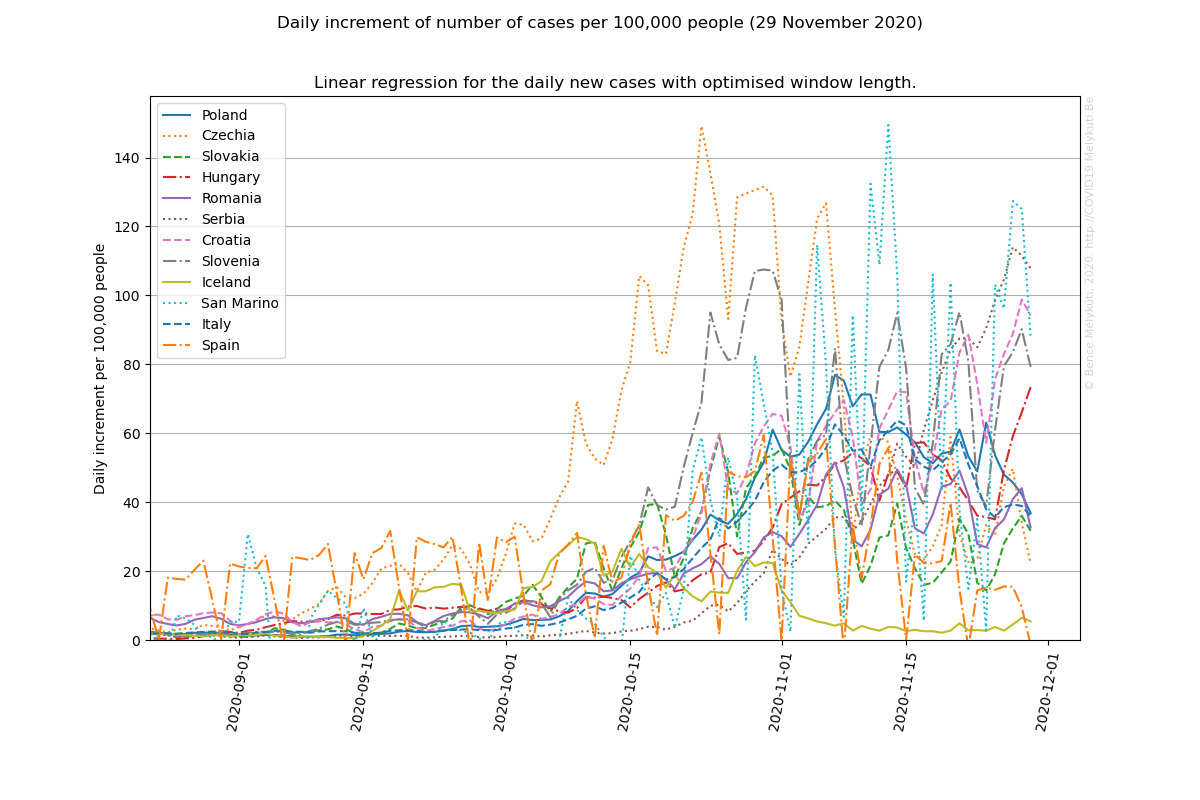 Daily increment of number of cases per 100,000 people (29 November 2020)
Linear regression for the daily new cases with optimised window length.
Daily increment per 100,000 people
140
120
100
80
60
40
20
0
Poland
Czechia
Slovakia
Hungary
Romania
Serbia
Croatia
Slovenia
Iceland
San Marino
Italy
Spain
2020-09-01
2020-09-15
2020-10-01
2020-10-15
2020-11-01
2020-11-15
2020-12-01
© Bence Mélykúti, 2020 http://COVID19.Melykuti.Be